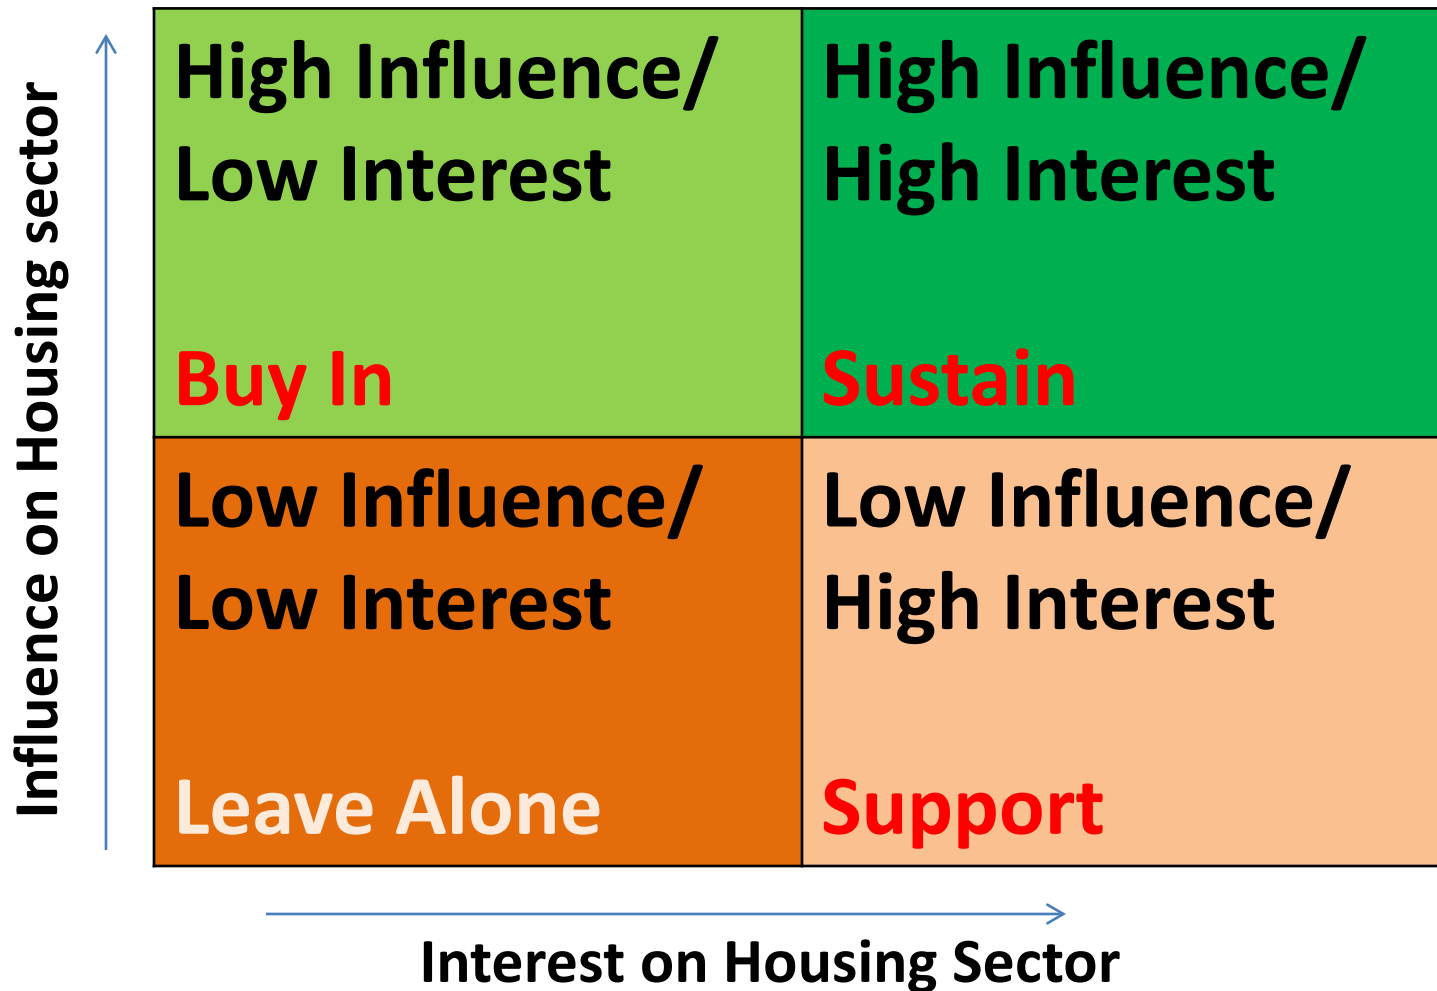 Influence on Housing sector
High Influence/
Low Interest
Buy In
High Influence/
High Interest
Sustain
Low Influence/
Low Interest
Leave Alone
Low Influence/
High Interest
Support
Interest on Housing Sector